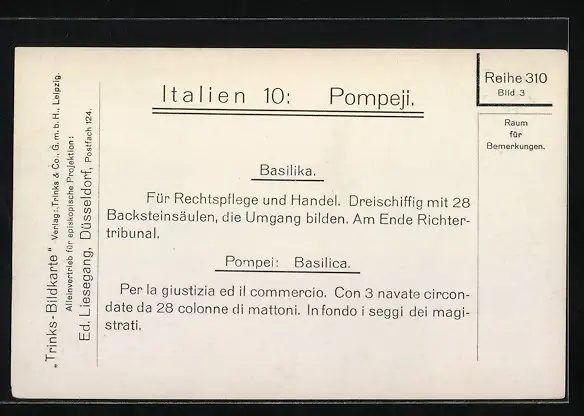 „Trinks-Bildkarte" Verlag: Trinks & Co., G. m. b. H., Leipzig.
Alleinvertrieb für episkopische Projektion:
Ed. Liesegang, Düsseldorf, Postfach 124.
Italien 10: Pompeji.
Reihe 310
Bild 3
Raum
für
Bemerkungen.
Basilika.
Für Rechtspflege und Handel. Dreischiffig mit 28
Backsteinsäulen, die Umgang bilden. Am Ende Richter-
tribunal.
Pompei: Basilica.
Per la giustizia ed il commercio. Con 3 navate circon-
date da 28 colonne di mattoni. In fondo i seggi dei magi-
strati.